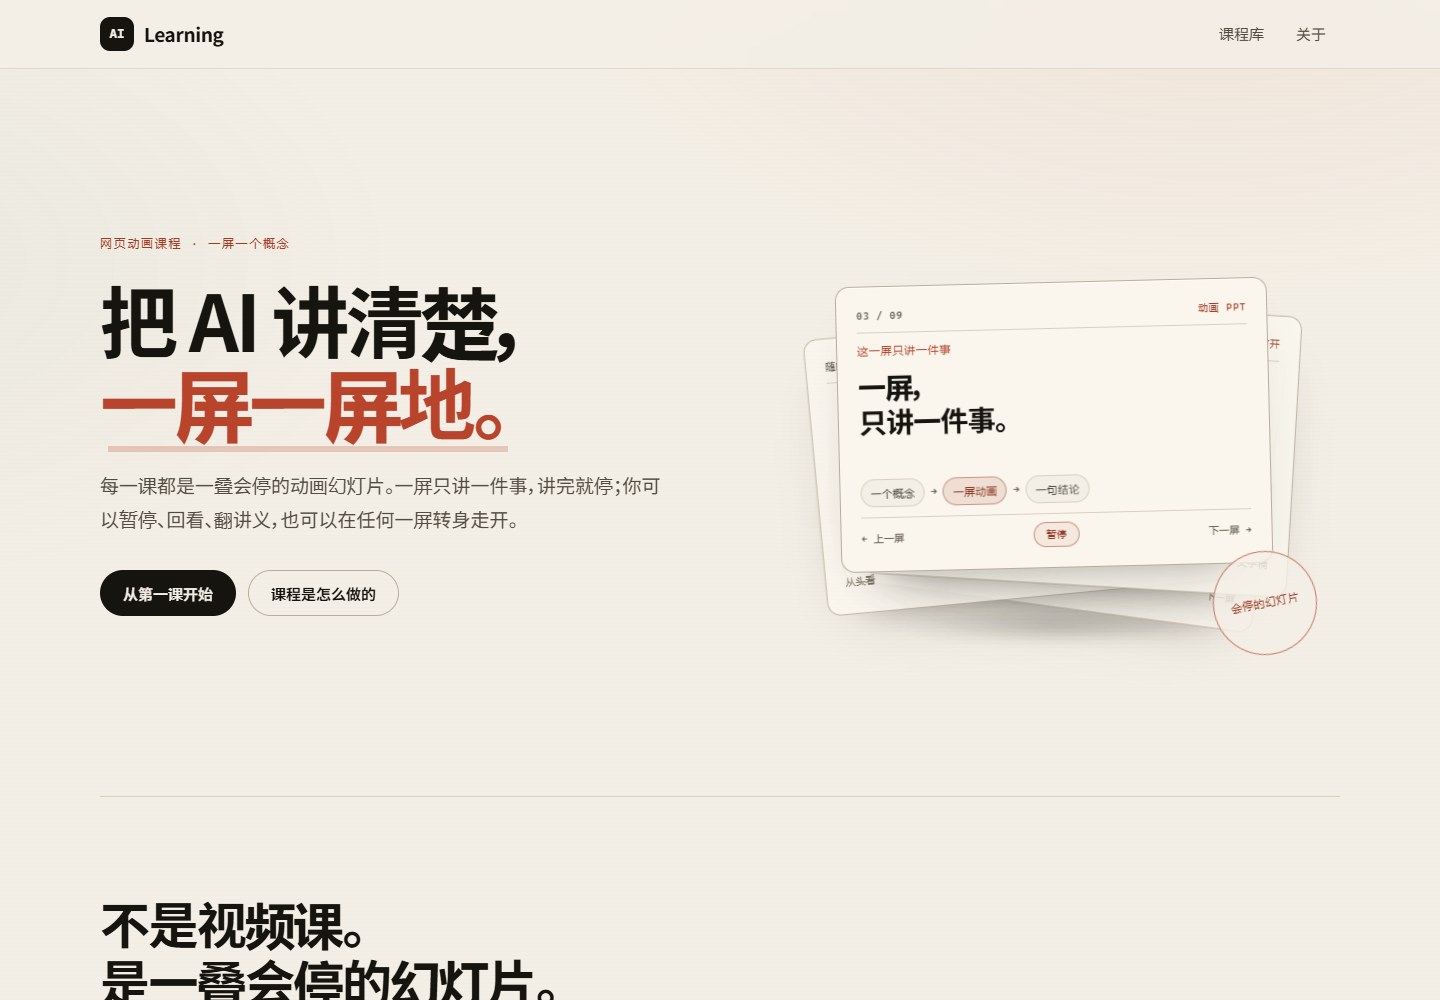 AI Learning
课程库
关于
网页动画课程 · 一屏一个概念
把 AI 讲清楚,
一屏一屏地。
每一课都是一叠会停的动画幻灯片。一屏只讲一件事,讲完就停;你可
以暂停、回看、翻讲义,也可以在任何一屏转身走开。
从第一课开始
课程是怎么做的
03 / 09
动画 PPT
这一屏只讲一件事
一屏,
只讲一件事。
一个概念 → 一屏动画 → 一句结论
← 上一屏
暂停
下一屏 →
从头看
会停的幻灯片
不是视频课。
是一叠会停的幻灯片。